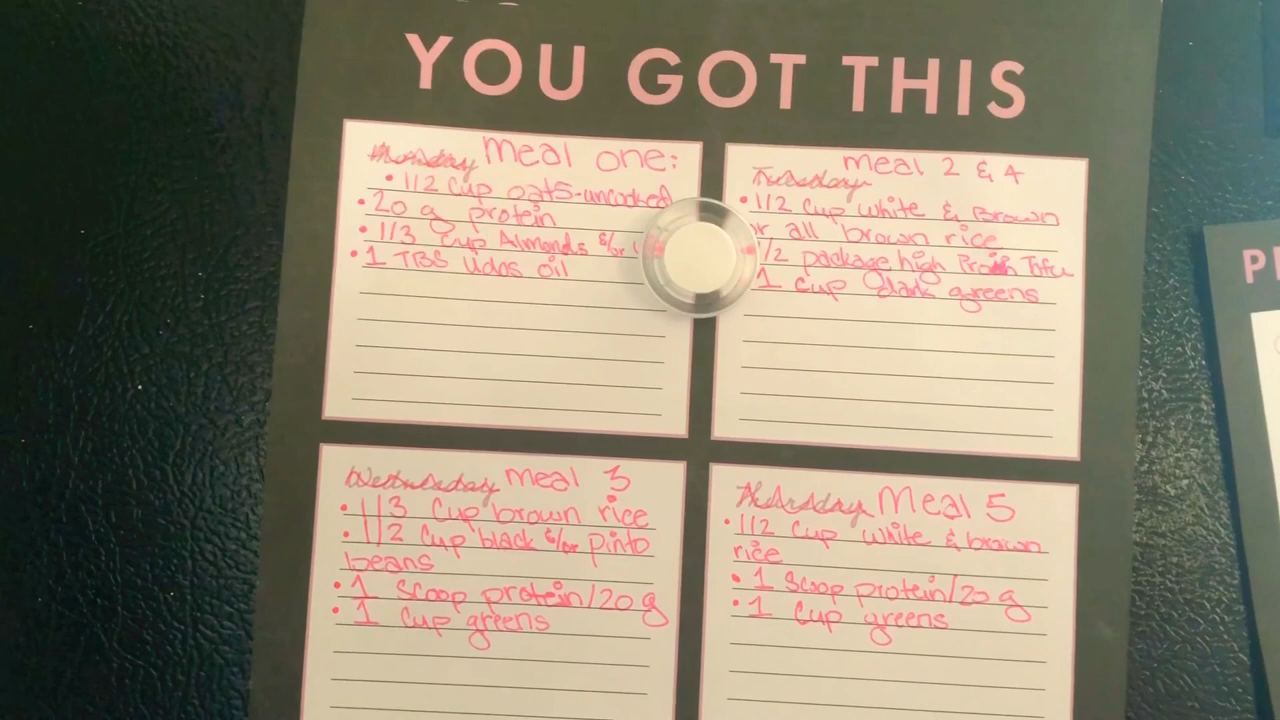 YOU GOT THIS
Monday Meal one:
• 1/2 Cup oats-uncooked
• 20 g protein
• 1/3 Cup Almonds &/or
• 1 TBS Udos oil
Tuesday meal 2 & 4
• 1/2 Cup White & Brown
or all brown rice
1/2 package high Protein Tofu
1 Cup dark greens
Wednesday meal 3
• 1/3 Cup brown rice
• 1/2 Cup black &/or pinto
beans
• 1 Scoop protein/20 g
• 1 Cup greens
Thursday Meal 5
• 1/2 Cup White & brown
rice
• 1 Scoop protein/20 g
• 1 Cup greens